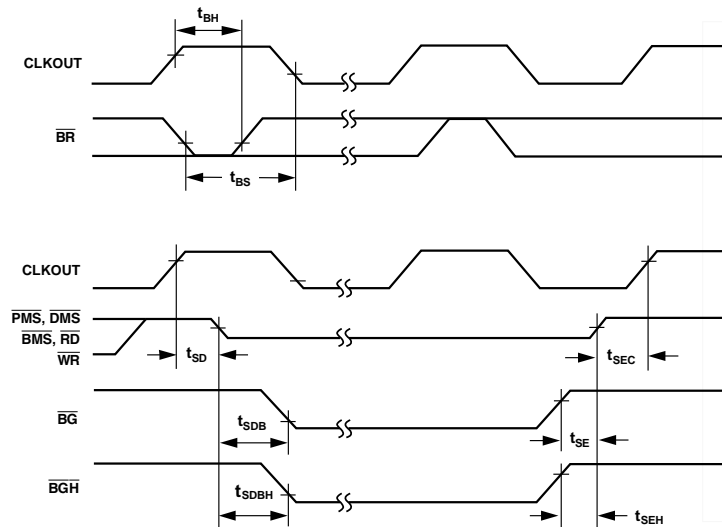 tBH
CLKOUT
BR
tBS
CLKOUT
PMS, DMS
BMS, RD
WR
tSD
tSEC
BG
tSDB
tSE
BGH
tSDBH
tSEH